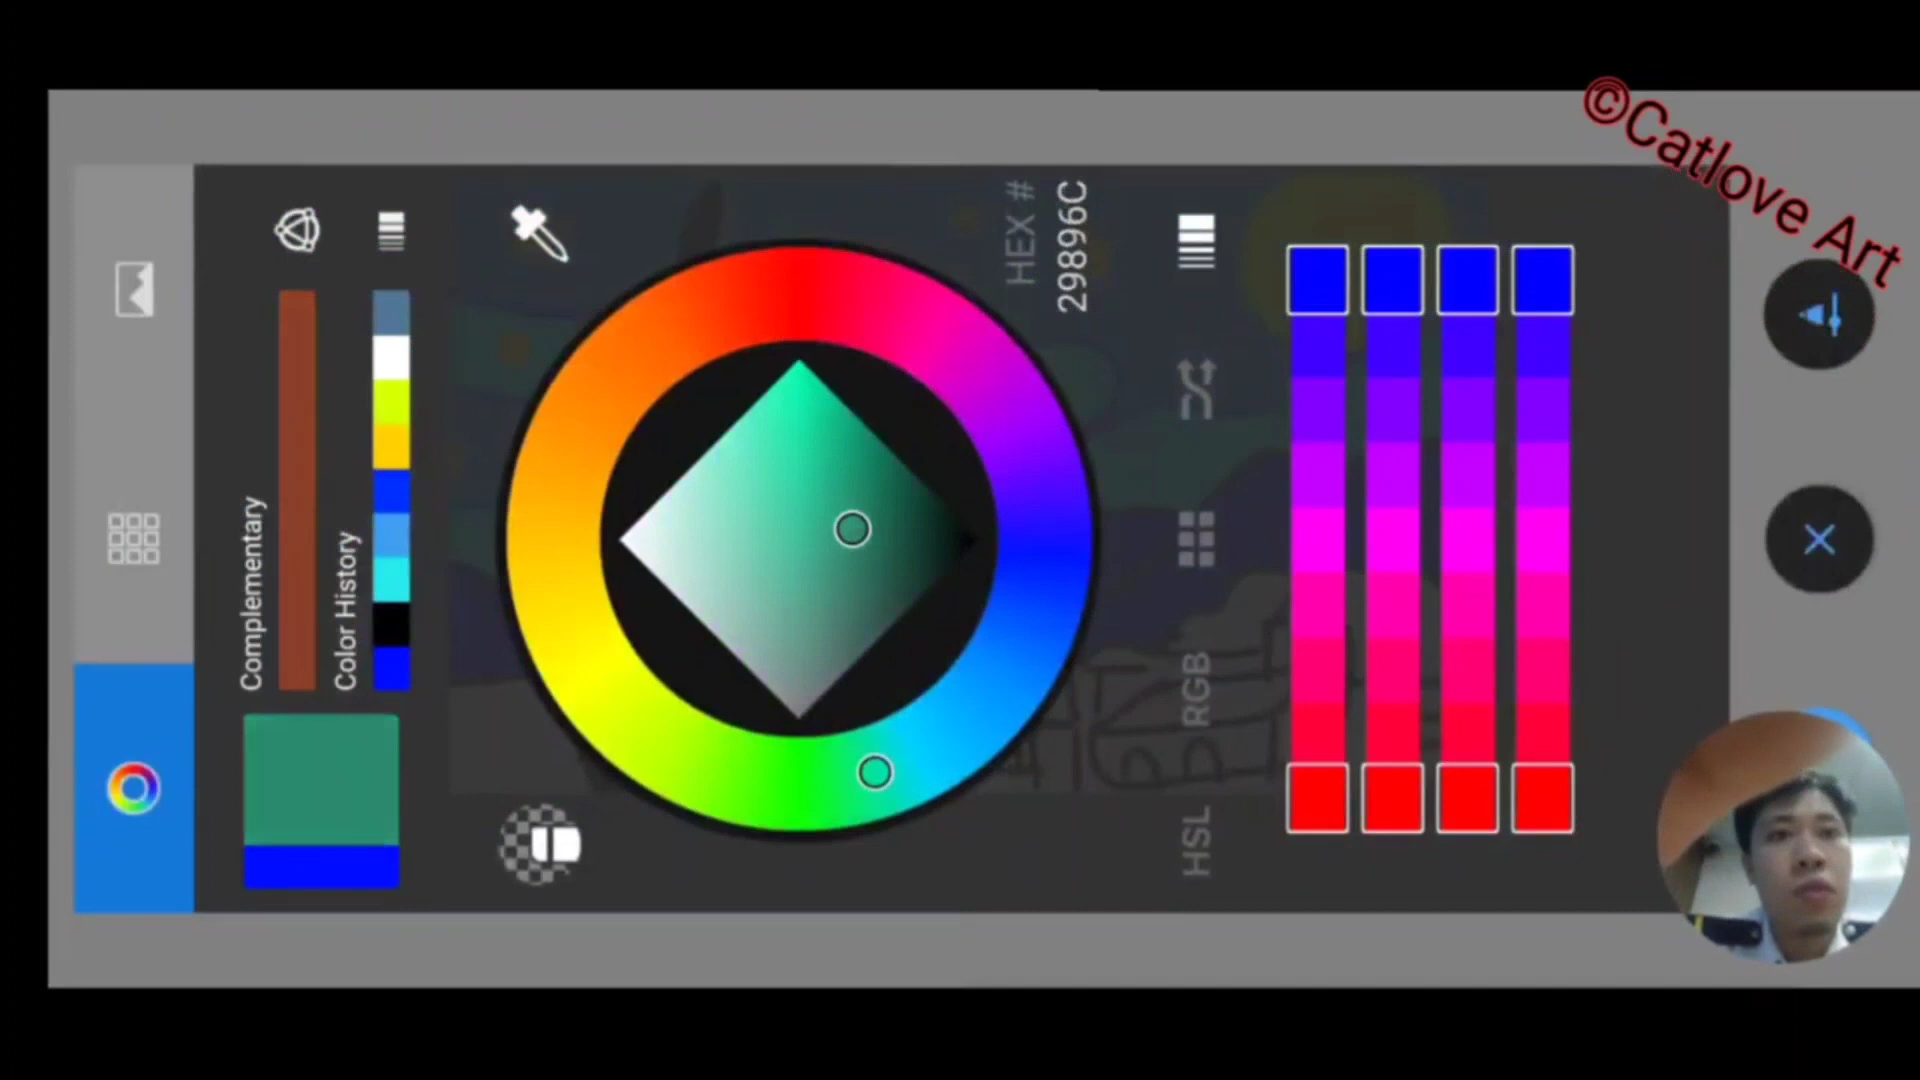 ©Catlove Art
Complementary
Color History
HEX #
29896C
HSL
RGB